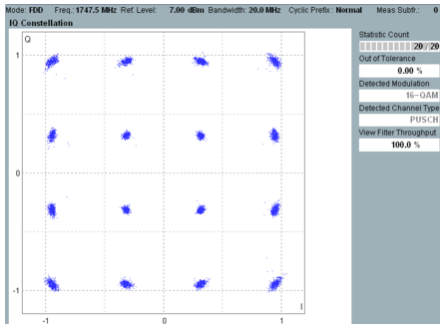 Mode: FDD Freq.: 1747.5 MHz Ref. Level: 7.00 dBm Bandwidth: 20.0 MHz Cyclic Prefix: Normal Meas Subfr.: 0
IQ Constellation
Statistic Count
20 / 20
Out of Tolerance
0.00 %
Detected Modulation
16-QAM
Detected Channel Type
PUSCH
View Filter Throughput
100.0 %
Q
1
0
-1
I
-1 0 1